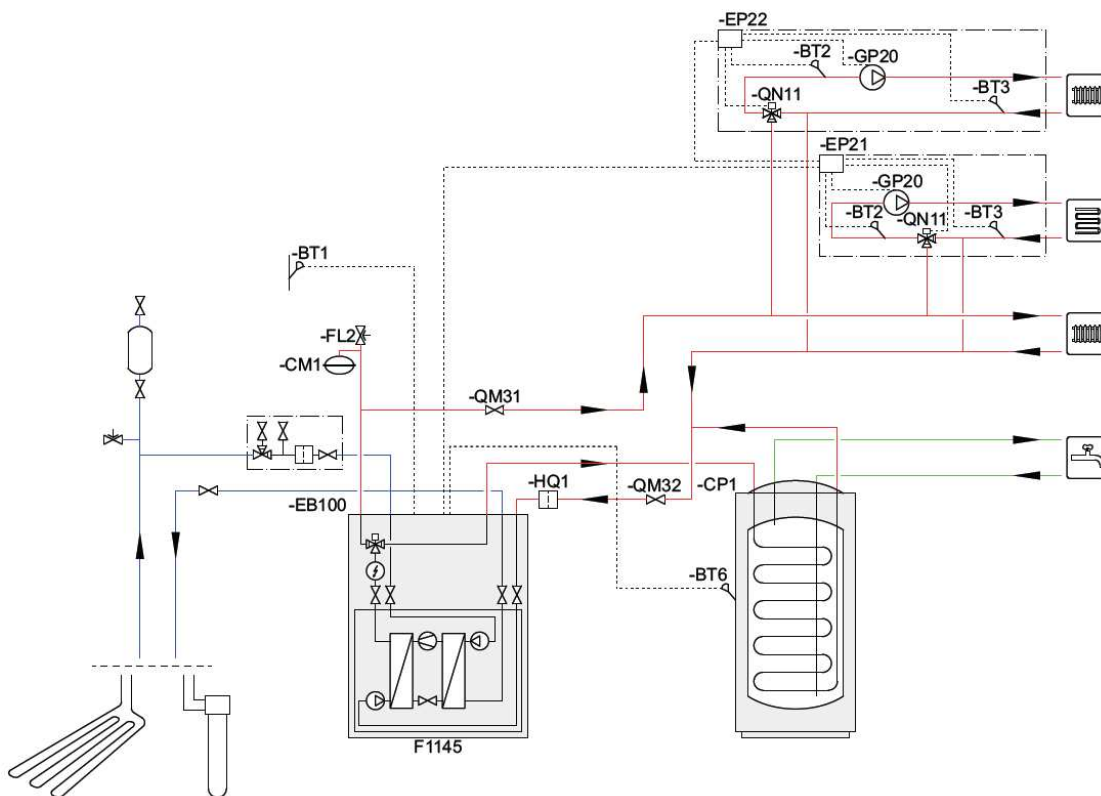 -EP22
-BT2
-GP20
-QN11
-BT3
-EP21
-GP20
-BT2
-QN11
-BT3
-BT1
-FL2
-CM1
-QM31
-HQ1
-QM32
-CP1
-EB100
-BT6
F1145